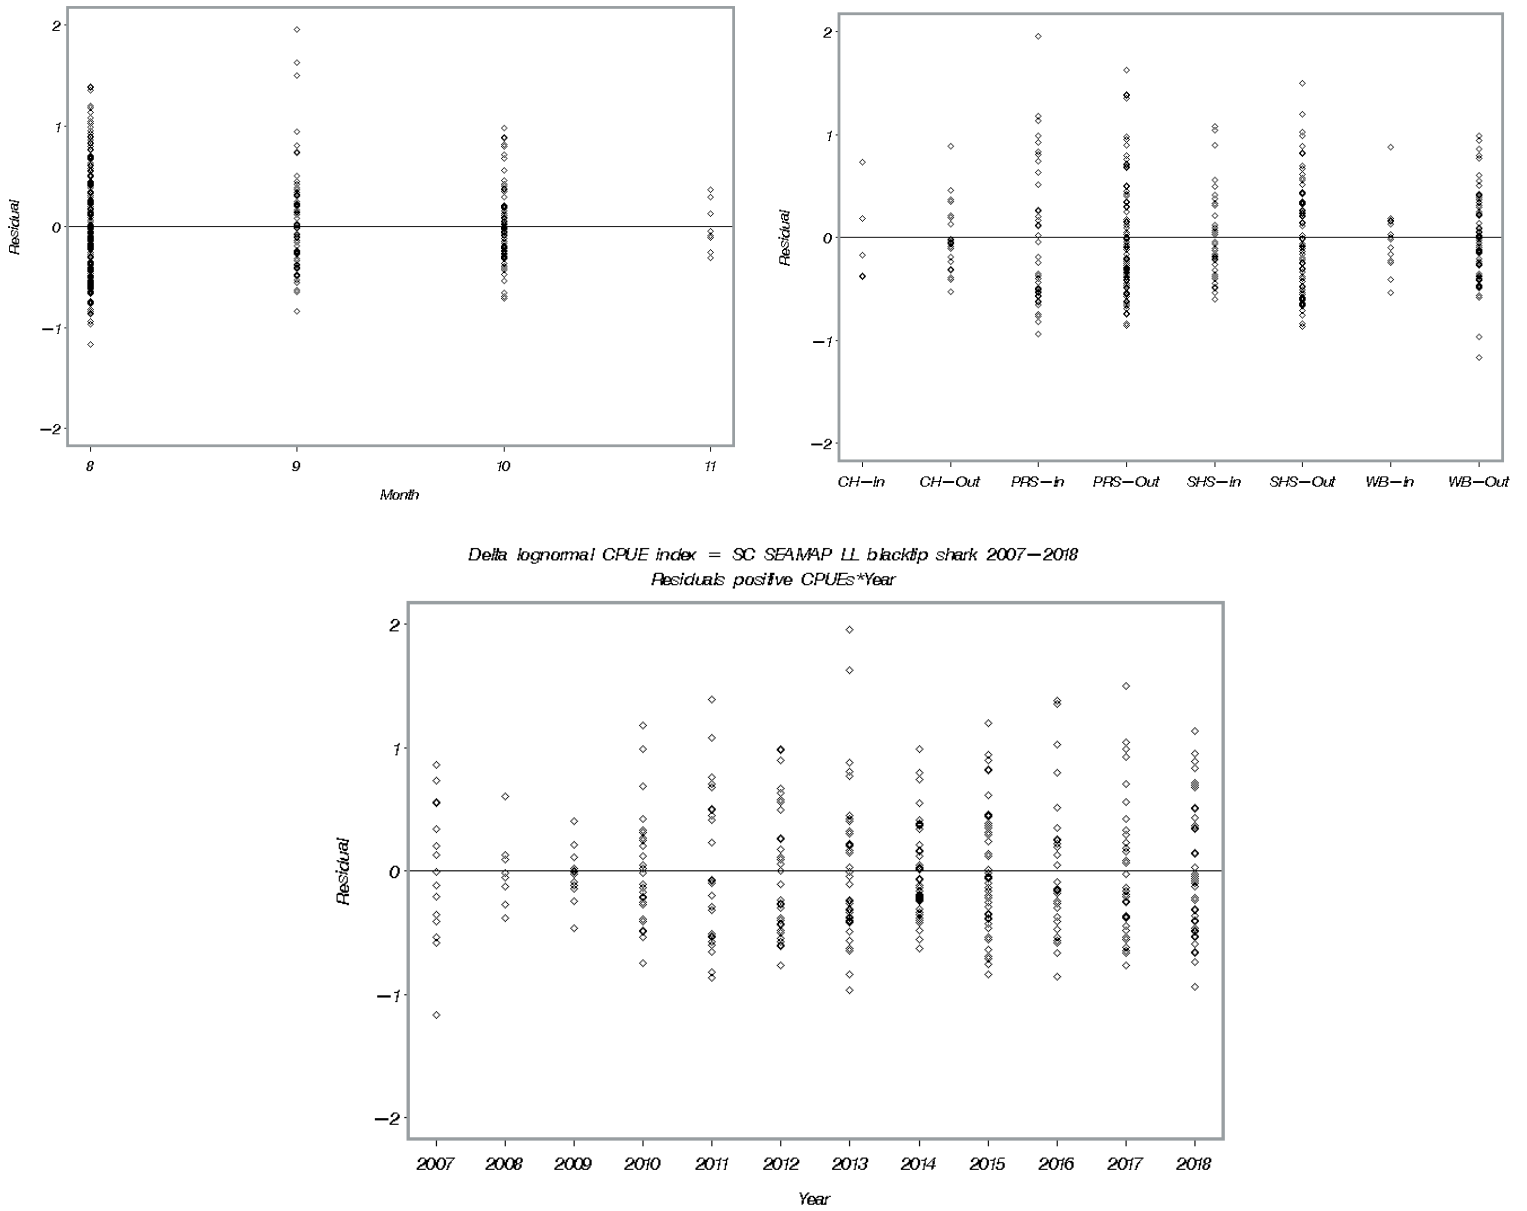 2
1
0
−1
−2
Residual
8 9 10 11
Month
2
1
0
−1
−2
Residual
CH−In CH−Out PRS−In PRS−Out SHS−In SHS−Out WB−In WB−Out
Delta lognormal CPUE index = SC SEAMAP LL blacktip shark 2007−2018
Residuals positive CPUEs*Year
2
1
0
−1
−2
Residual
2007 2008 2009 2010 2011 2012 2013 2014 2015 2016 2017 2018
Year